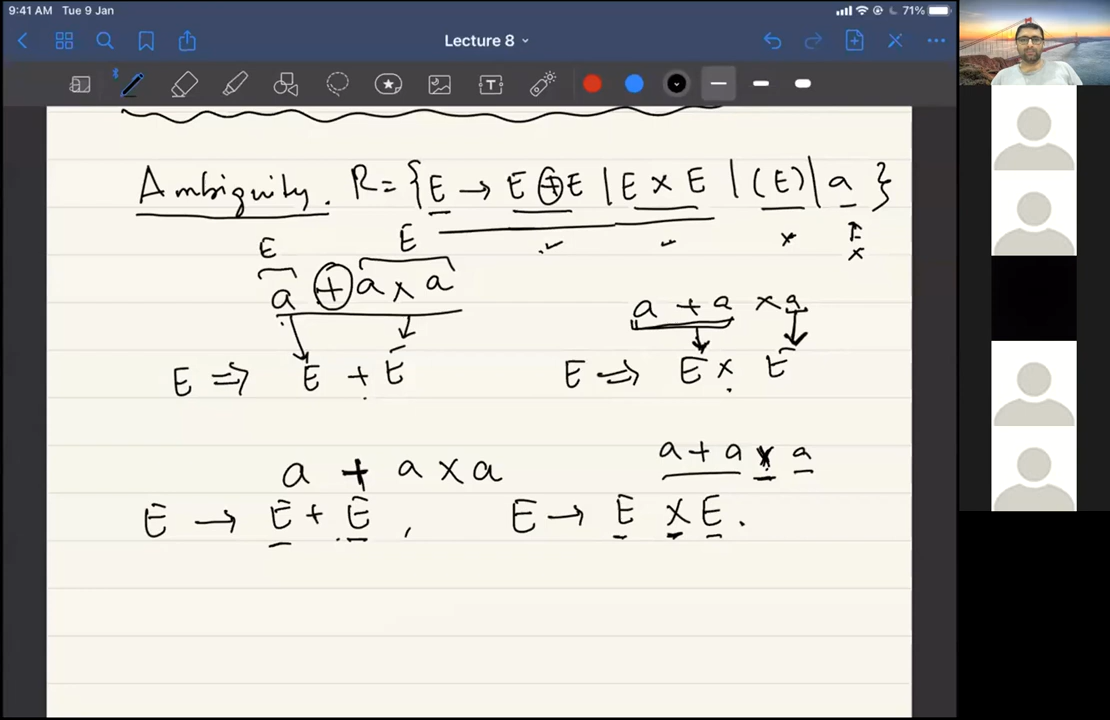 9:41 AM Tue 9 Jan 71%
Lecture 8
Ambiguity. R = { E → E + E | E × E | (E) | a }
✓ ✓ × E
×
E E
a + a × a
a + a × a
E ⇒ E + E
E ⇒ E × E
a + a × a
a + a × a
E → E + E , E → E × E .